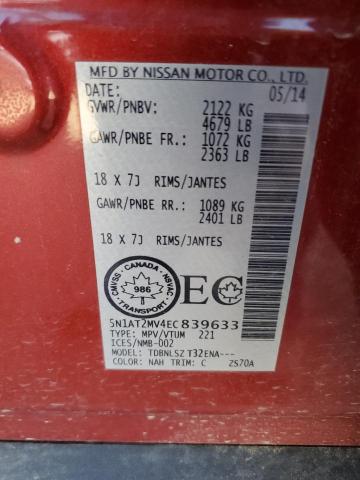 MFD BY NISSAN MOTOR CO., LTD.
DATE: 05/14
GVWR/PNBV: 2122 KG
4679 LB
GAWR/PNBE FR.: 1072 KG
2363 LB
18 X 7J RIMS/JANTES
GAWR/PNBE RR.: 1089 KG
2401 LB
18 X 7J RIMS/JANTES
CANADA
CMVSS NSVAC
986
TRANSPORT
EC
5N1AT2MV4EC839633
TYPE: MPV/VTUM
ICES/NMB-002
MODEL: TDBNLSZ T32ENA---
COLOR: NAH TRIM: C 2S70A